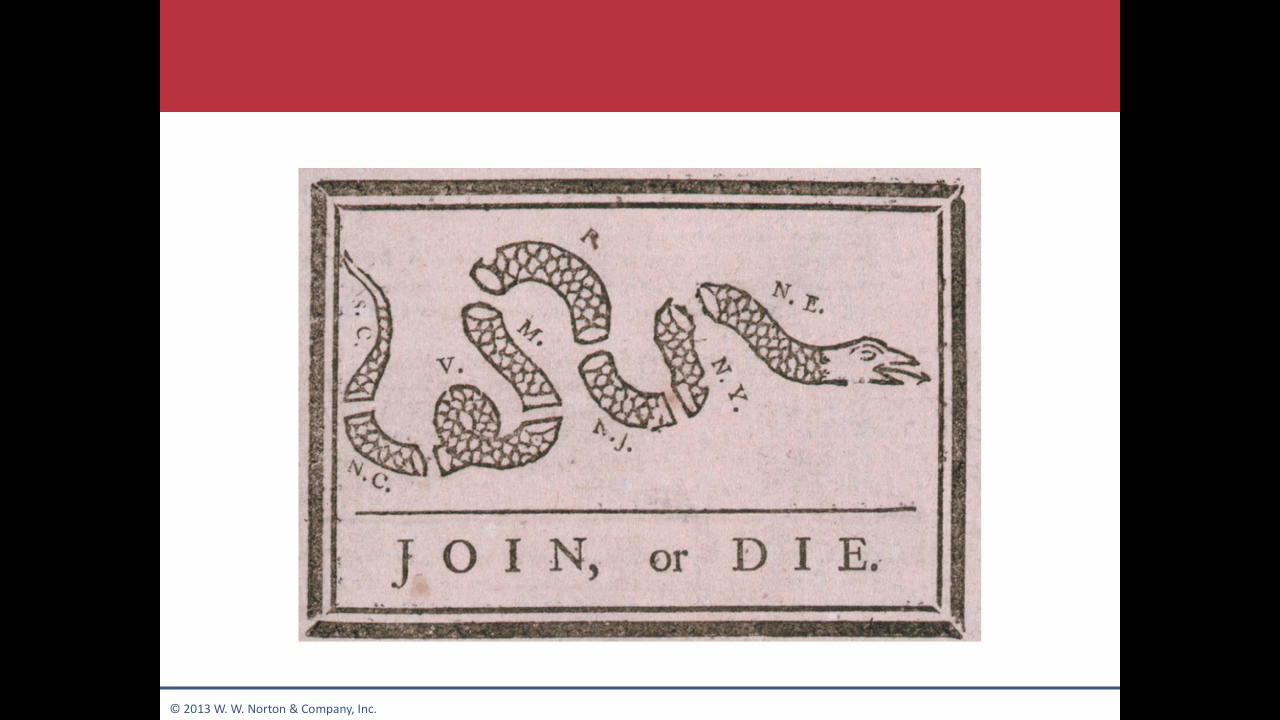 R
N. E.
S. C.
M.
V.
N. Y.
N. J.
N. C.
JOIN, or DIE.
© 2013 W. W. Norton & Company, Inc.